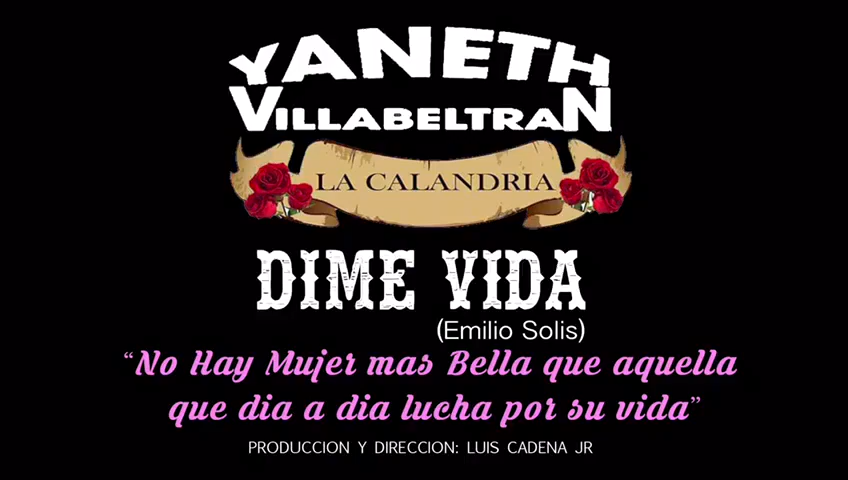 YANETH
VILLABELTRAN
LA CALANDRIA
DIME VIDA
(Emilio Solis)
“No Hay Mujer mas Bella que aquella
que dia a dia lucha por su vida”
PRODUCCION Y DIRECCION: LUIS CADENA JR